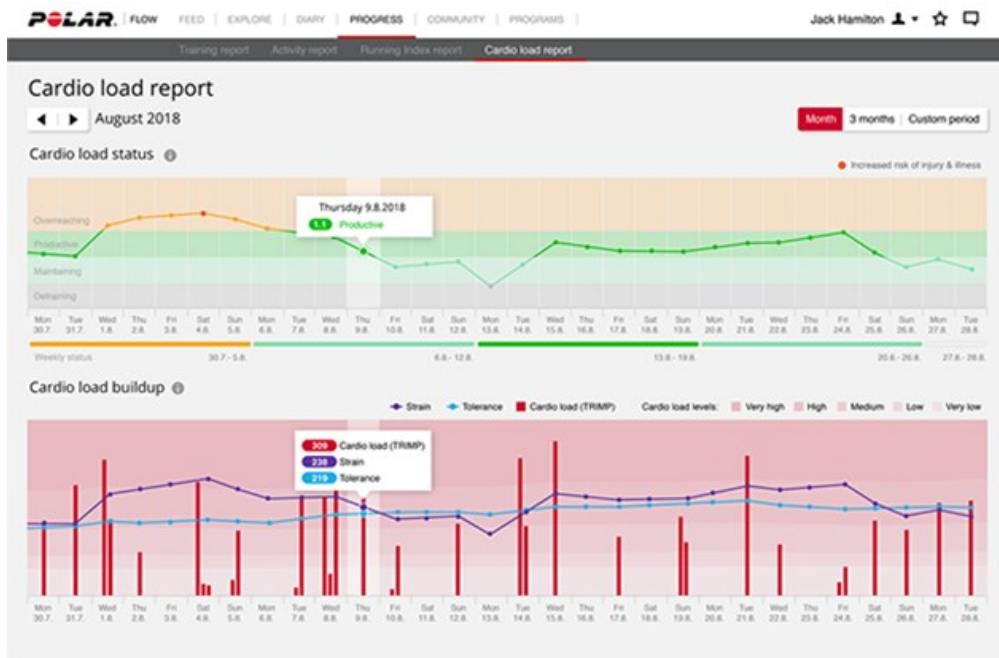 POLAR. FLOW FEED EXPLORE DIARY PROGRESS COMMUNITY PROGRAMS Jack Hamilton
Training report Activity report Running Index report Cardio load report
Cardio load report
August 2018 Month 3 months Custom period
Cardio load status
Increased risk of injury & illness
Thursday 9.8.2018
1.1 Productive
Overreaching
Productive
Maintaining
Detraining
Mon Tue Wed Thu Fri Sat Sun Mon Tue Wed Thu Fri Sat Sun Mon Tue Wed Thu Fri Sat Sun Mon Tue Wed Thu Fri Sat Sun Mon Tue
30.7. 31.7. 1.8. 2.8. 3.8. 4.8. 5.8. 6.8. 7.8. 8.8. 9.8. 10.8. 11.8. 12.8. 13.8. 14.8. 15.8. 16.8. 17.8. 18.8. 19.8. 20.8. 21.8. 22.8. 23.8. 24.8. 25.8. 26.8. 27.8. 28.8.
Weekly status 30.7.- 5.8. 6.8.- 12.8. 13.8.- 19.8. 20.8.- 26.8. 27.8.- 28.8.
Cardio load buildup
Strain Tolerance Cardio load (TRIMP) Cardio load levels: Very high High Medium Low Very low
309 Cardio load (TRIMP)
238 Strain
219 Tolerance
Mon Tue Wed Thu Fri Sat Sun Mon Tue Wed Thu Fri Sat Sun Mon Tue Wed Thu Fri Sat Sun Mon Tue Wed Thu Fri Sat Sun Mon Tue
30.7. 31.7. 1.8. 2.8. 3.8. 4.8. 5.8. 6.8. 7.8. 8.8. 9.8. 10.8. 11.8. 12.8. 13.8. 14.8. 15.8. 16.8. 17.8. 18.8. 19.8. 20.8. 21.8. 22.8. 23.8. 24.8. 25.8. 26.8. 27.8. 28.8.